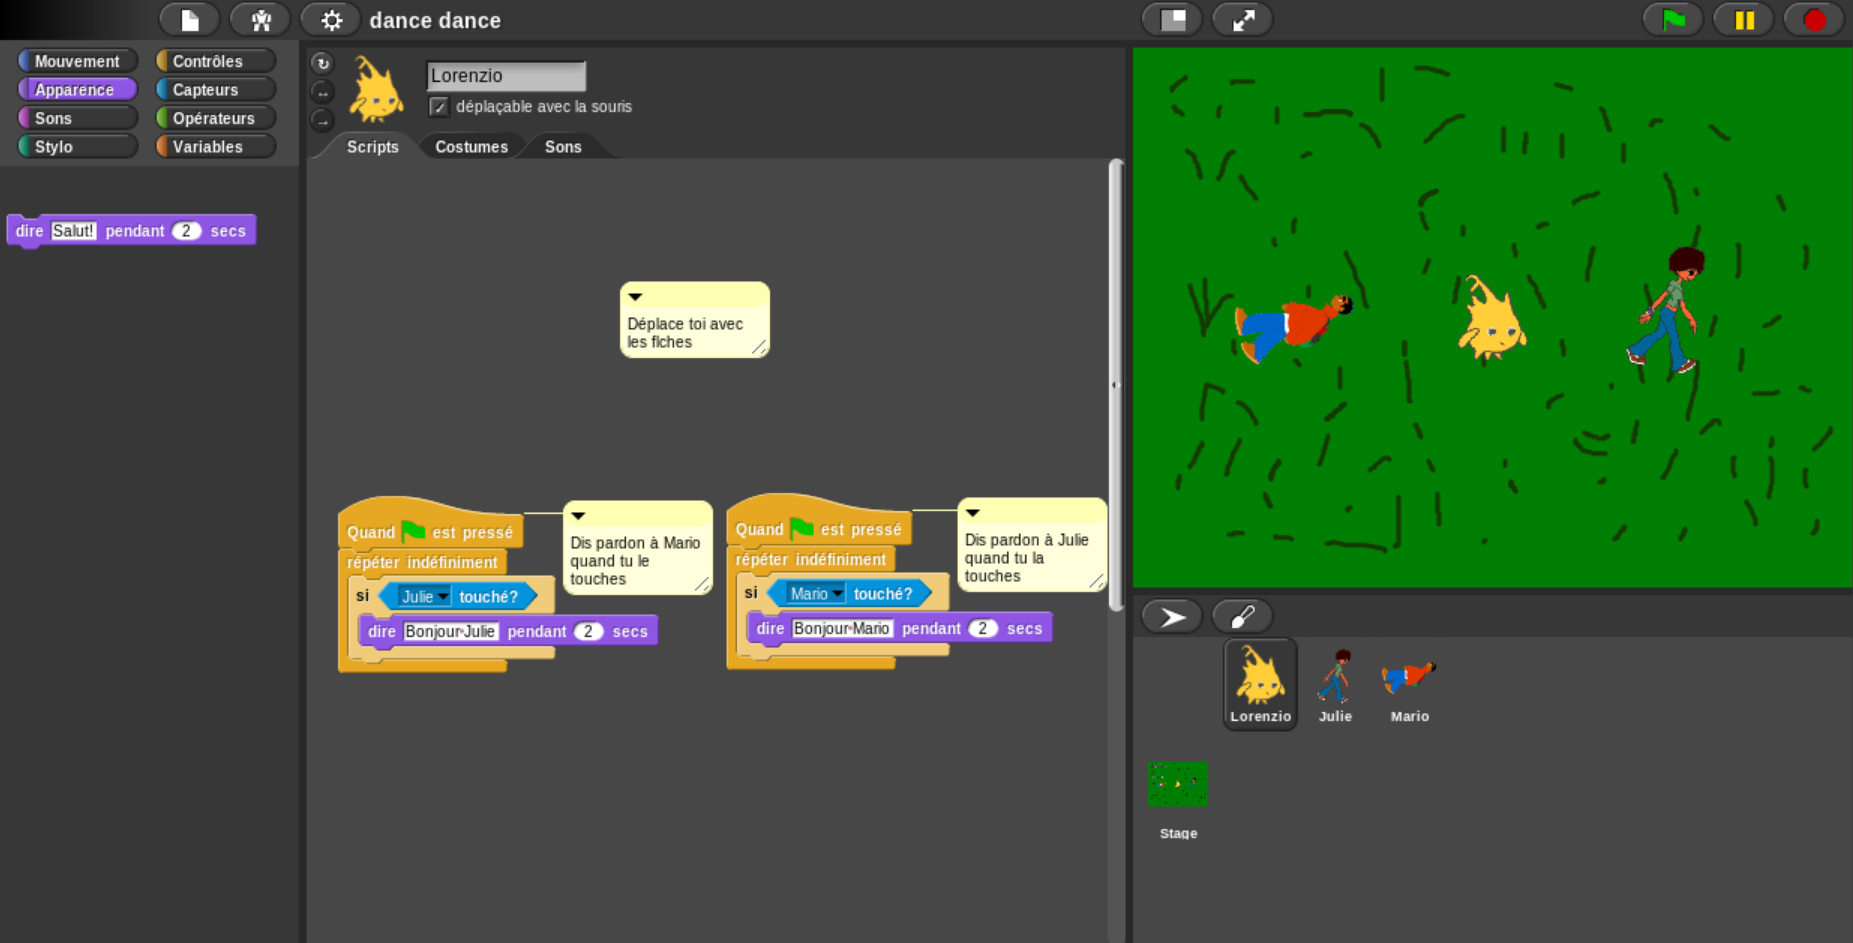 dance dance
Mouvement
Contrôles
Apparence
Capteurs
Sons
Opérateurs
Stylo
Variables
dire Salut! pendant 2 secs
Lorenzio
déplaçable avec la souris
Scripts
Costumes
Sons
Déplace toi avec
les flches
Quand est pressé
répéter indéfiniment
si Julie touché?
dire Bonjour Julie pendant 2 secs
Dis pardon à Mario
quand tu le
touches
Quand est pressé
répéter indéfiniment
si Mario touché?
dire Bonjour Mario pendant 2 secs
Dis pardon à Julie
quand tu la
touches
Lorenzio
Julie
Mario
Stage